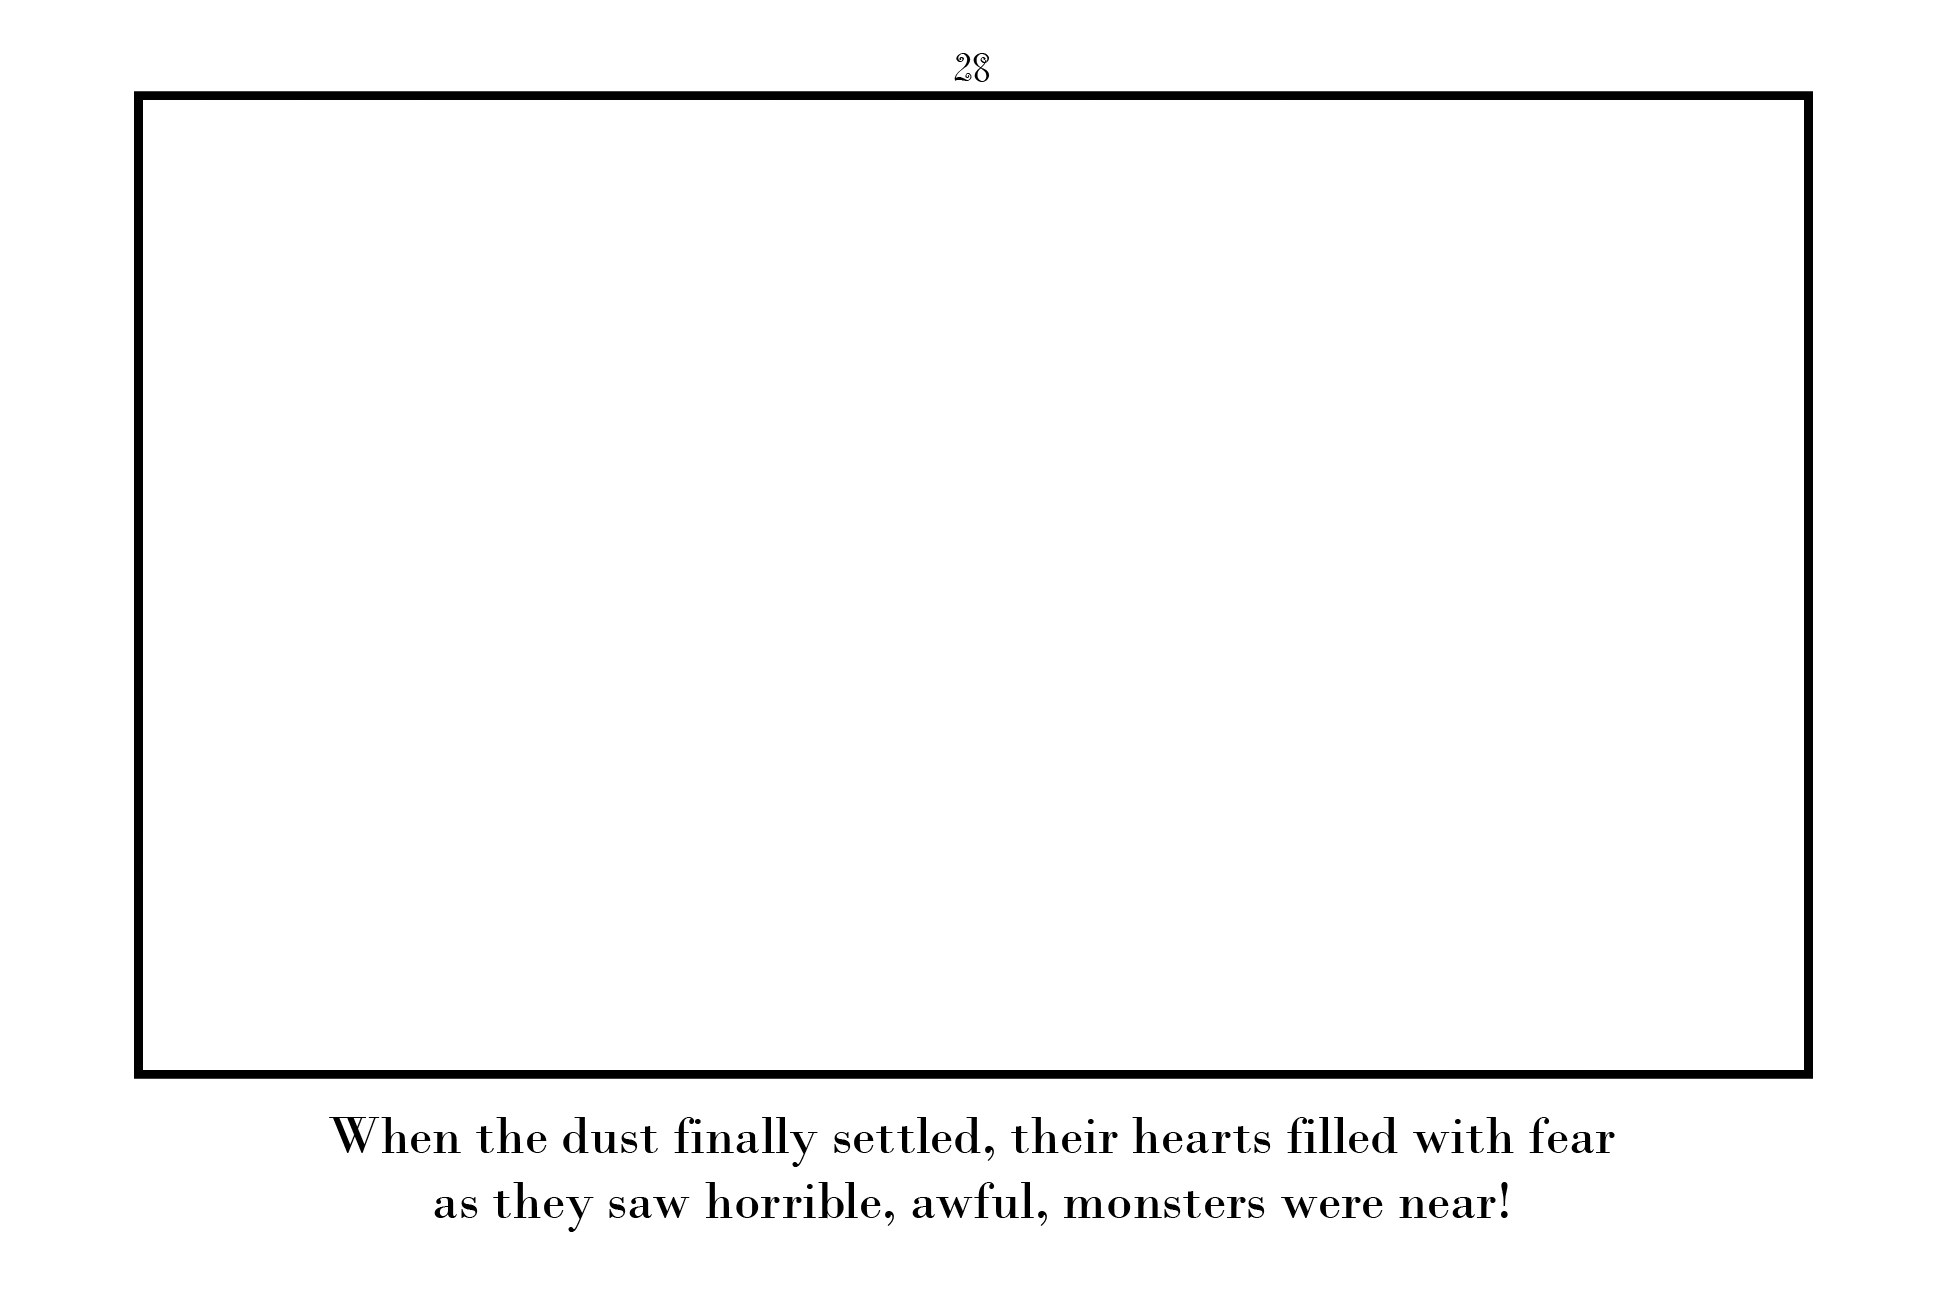 28
When the dust finally settled, their hearts filled with fear
as they saw horrible, awful, monsters were near!